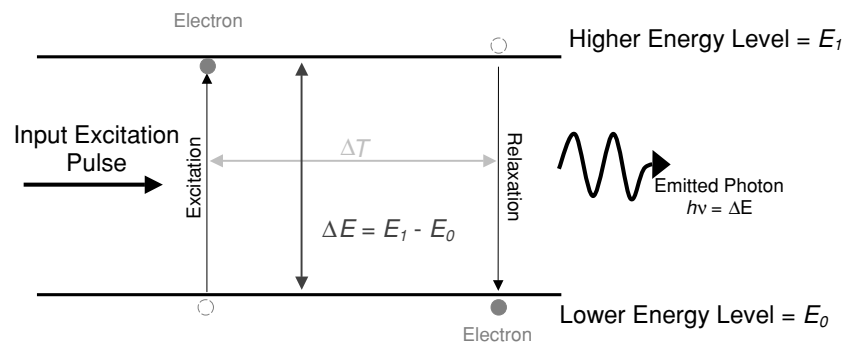 Electron
Higher Energy Level = E₁
Input Excitation
Pulse
Excitation
ΔT
Relaxation
ΔE = E₁ - E₀
Emitted Photon
hν = ΔE
Lower Energy Level = E₀
Electron